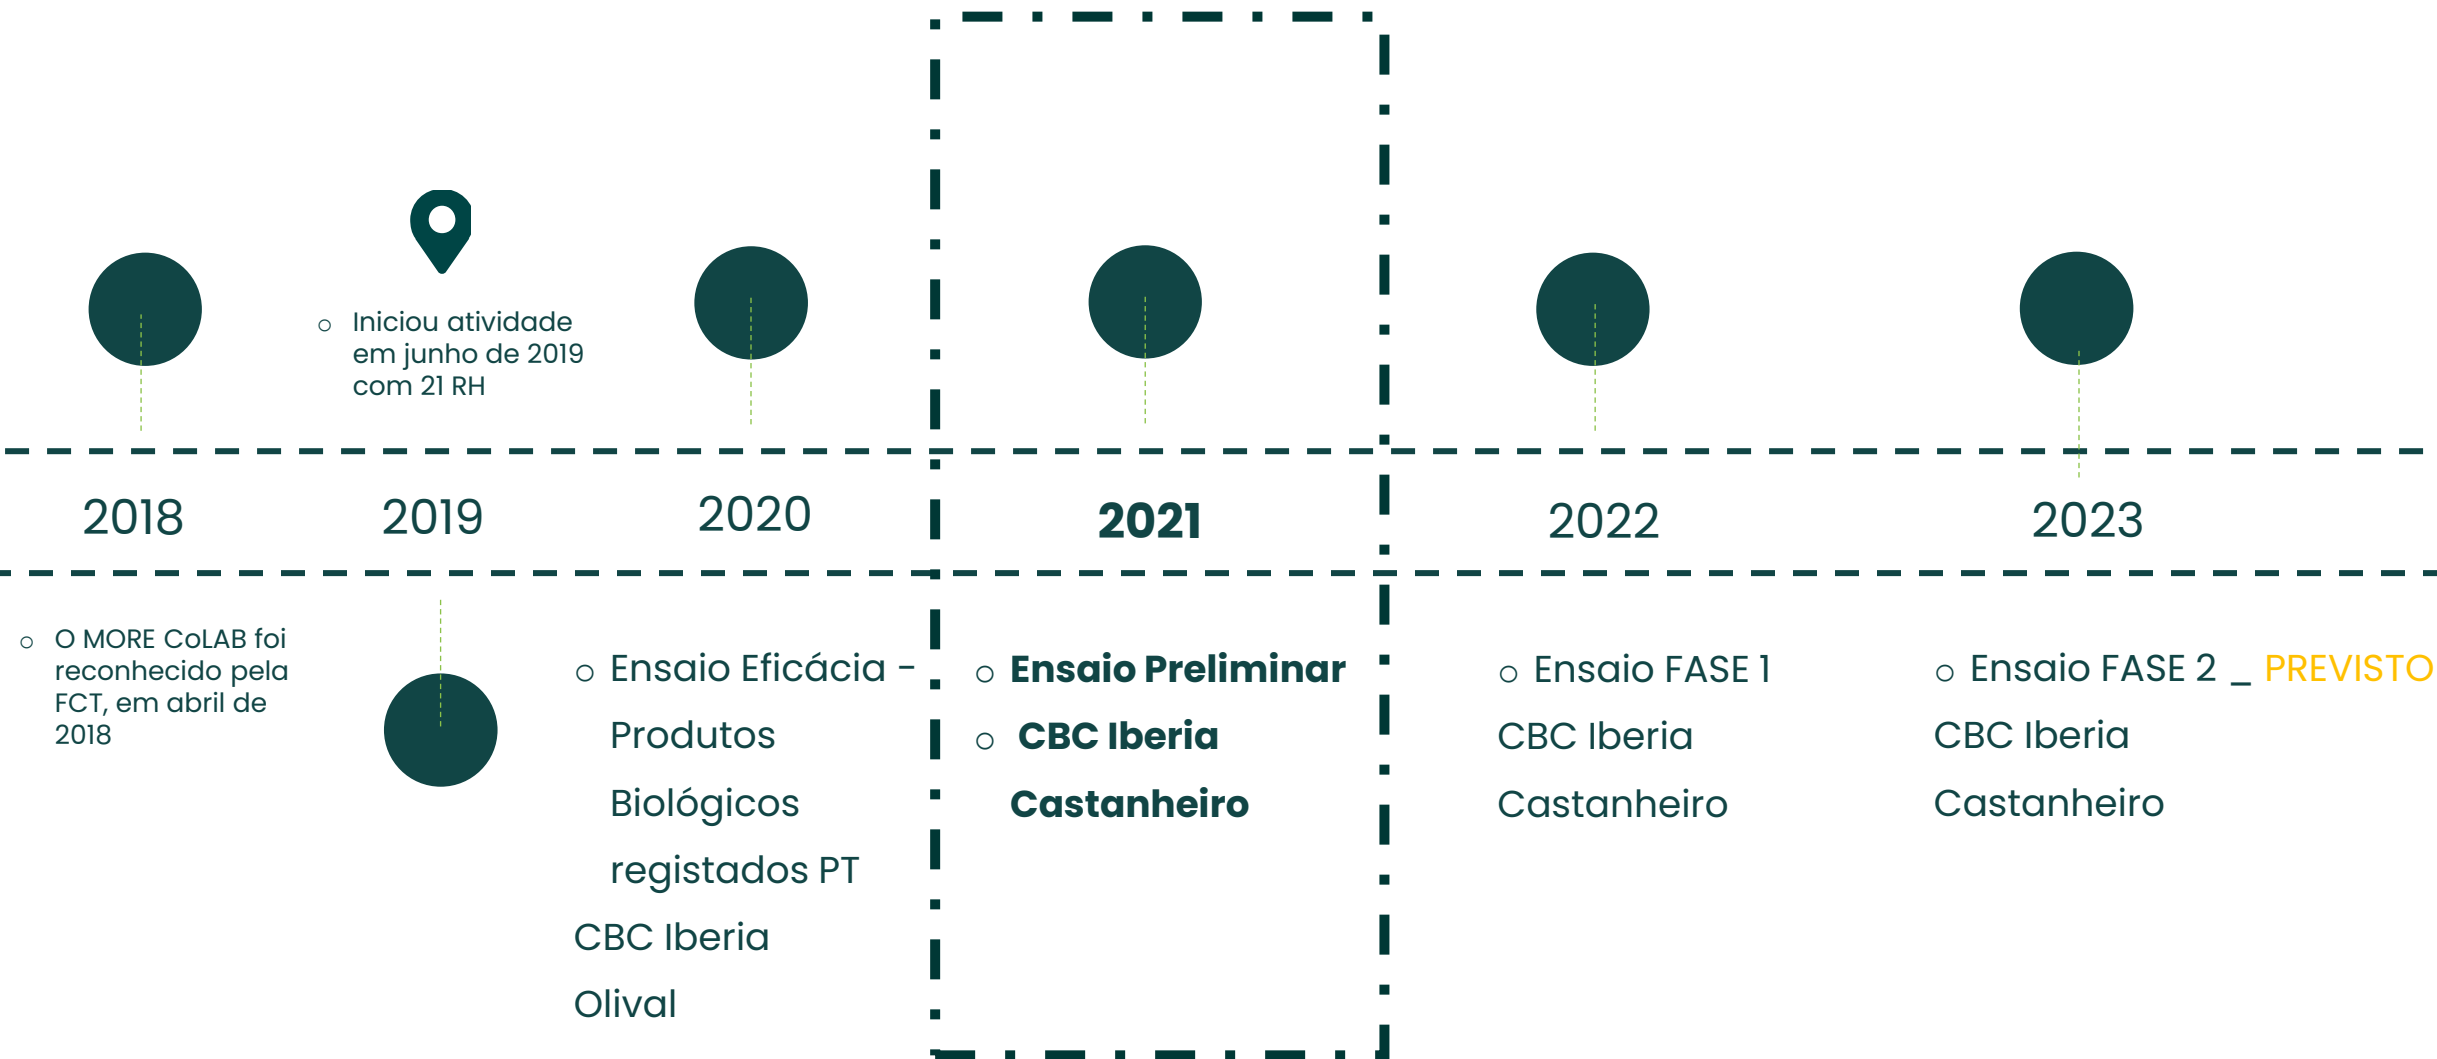 ○ Iniciou atividade
em junho de 2019
com 21 RH
2018
2019
2020
2021
2022
2023
○ O MORE CoLAB foi
reconhecido pela
FCT, em abril de
2018
○ Ensaio Eficácia -
Produtos
Biológicos
registados PT
CBC Iberia
Olival
○ Ensaio Preliminar
○ CBC Iberia
Castanheiro
○ Ensaio FASE 1
CBC Iberia
Castanheiro
○ Ensaio FASE 2 _ PREVISTO
CBC Iberia
Castanheiro